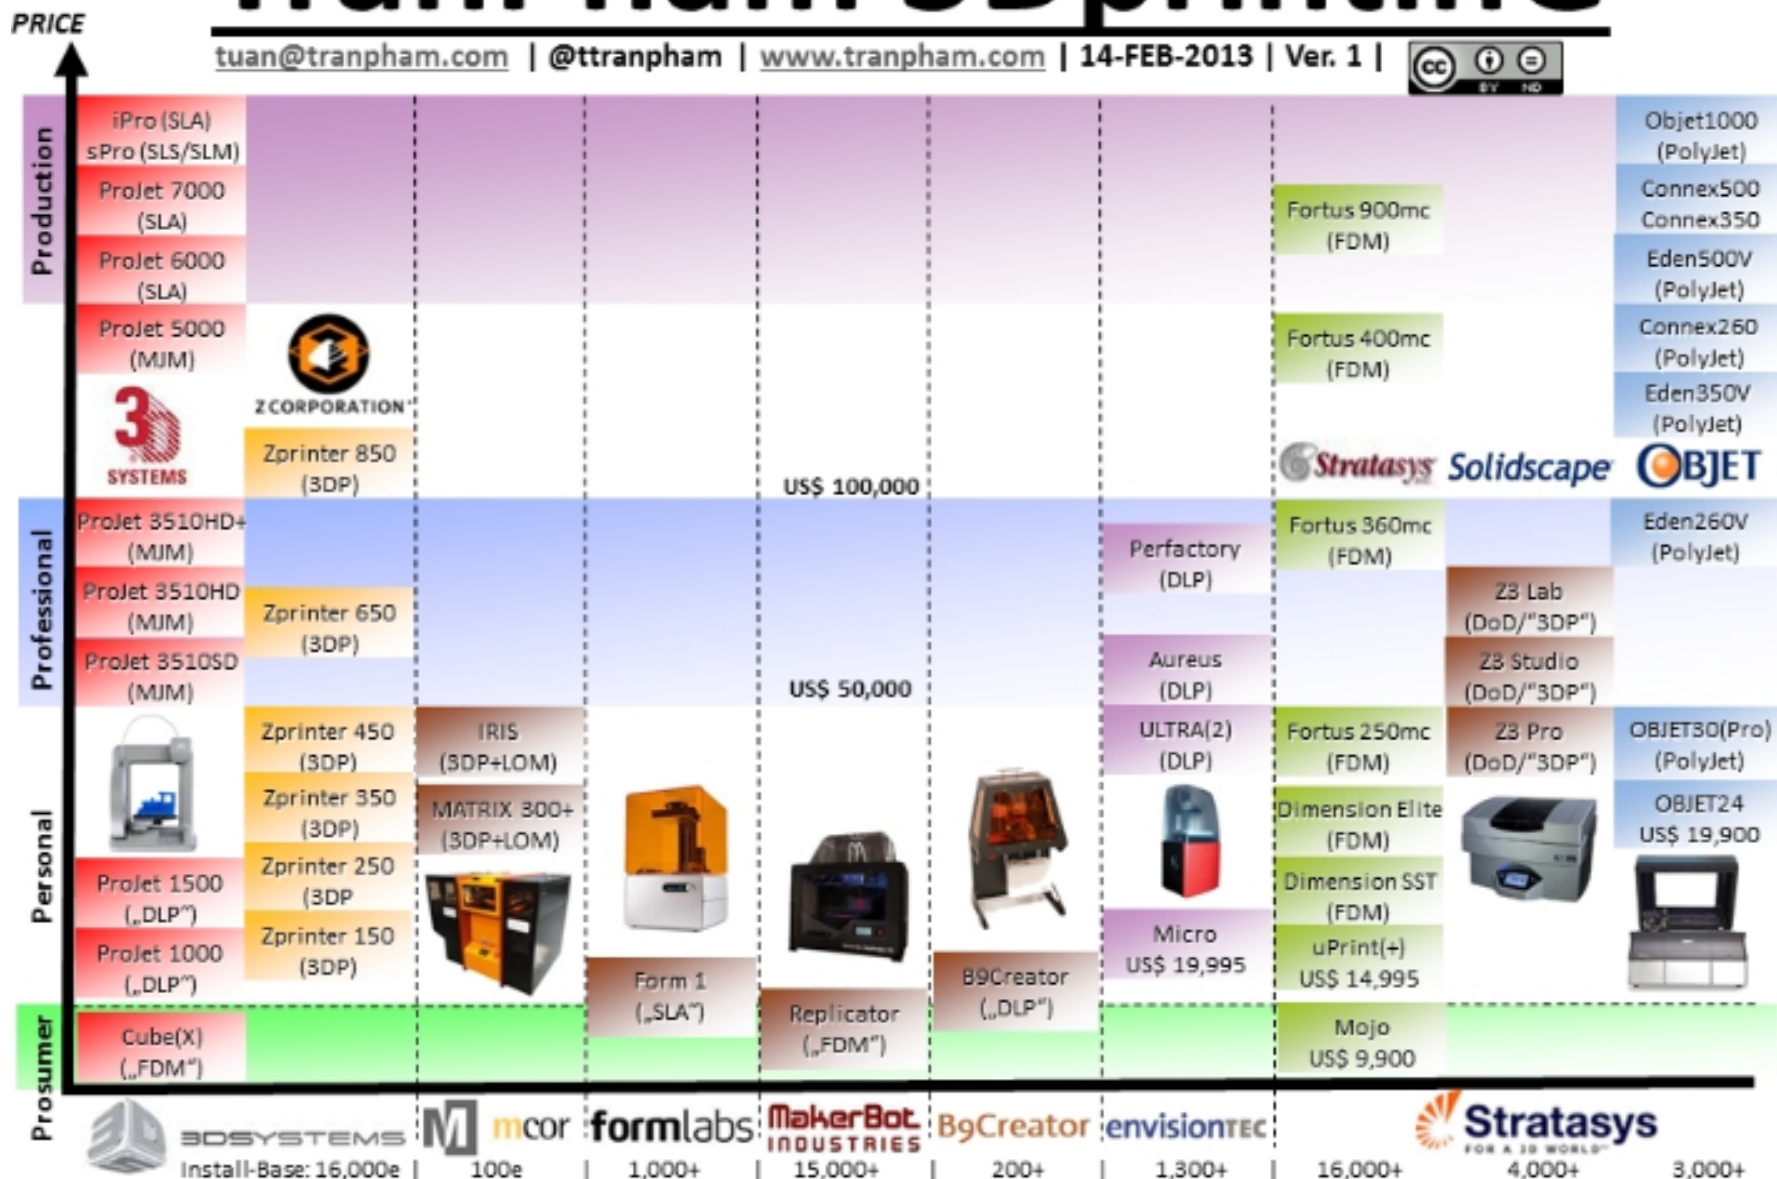 PRICE
tuan@tranpham.com | @ttranpham | www.tranpham.com | 14-FEB-2013 | Ver. 1 |
cc BY ND
Production
iPro (SLA)
sPro (SLS/SLM)
ProJet 7000
(SLA)
ProJet 6000
(SLA)
ProJet 5000
(MJM)
3D
SYSTEMS
Z CORPORATION
Zprinter 850
(3DP)
US$ 100,000
Fortus 900mc
(FDM)
Fortus 400mc
(FDM)
Stratasys
Solidscape
Objet1000
(PolyJet)
Connex500
Connex350
Eden500V
(PolyJet)
Connex260
(PolyJet)
Eden350V
(PolyJet)
OBJET
Professional
ProJet 3510HD+
(MJM)
ProJet 3510HD
(MJM)
ProJet 3510SD
(MJM)
Zprinter 650
(3DP)
US$ 50,000
Perfactory
(DLP)
Aureus
(DLP)
Fortus 360mc
(FDM)
Z3 Lab
(DoD/"3DP")
Z3 Studio
(DoD/"3DP")
Eden260V
(PolyJet)
Personal
ProJet 1500
(„DLP")
ProJet 1000
(„DLP")
Zprinter 450
(3DP)
Zprinter 350
(3DP)
Zprinter 250
(3DP
Zprinter 150
(3DP)
IRIS
(3DP+LOM)
MATRIX 300+
(3DP+LOM)
Form 1
(„SLA")
Replicator
(„FDM")
B9Creator
(„DLP")
ULTRA(2)
(DLP)
Micro
US$ 19,995
Fortus 250mc
(FDM)
Dimension Elite
(FDM)
Dimension SST
(FDM)
uPrint(+)
US$ 14,995
Z3 Pro
(DoD/"3DP")
OBJET30(Pro)
(PolyJet)
OBJET24
US$ 19,900
Prosumer
Cube(X)
(„FDM")
Mojo
US$ 9,900
3DSYSTEMS
M mcor
formlabs
MakerBot
INDUSTRIES
B9Creator
envisionTEC
Stratasys
FOR A 3D WORLD
Install-Base: 16,000e | 100e | 1,000+ | 15,000+ | 200+ | 1,300+ | 16,000+ 4,000+ 3,000+